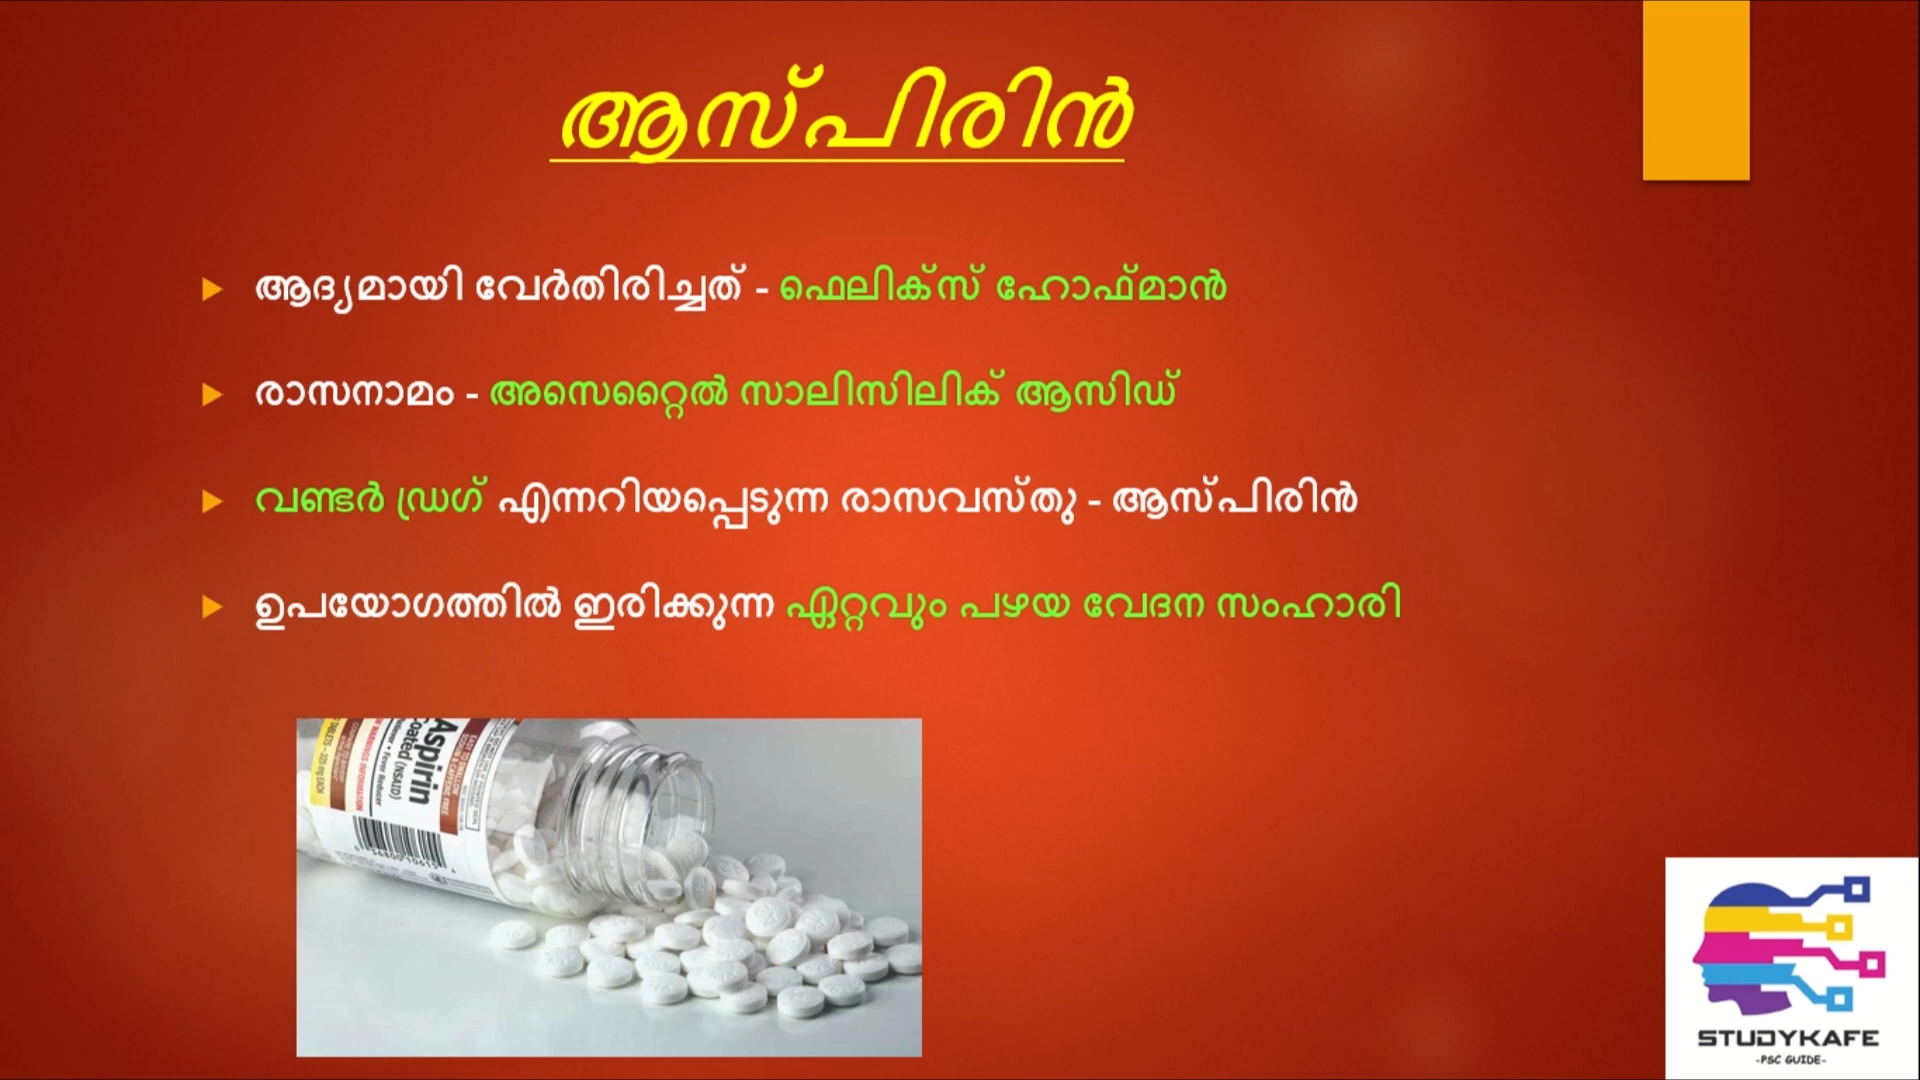 ആസ്പിരിൻ
ആദ്യമായി വേർതിരിച്ചത് - ഫെലിക്സ് ഹോഫ്മാൻ
രാസനാമം - അസെറ്റൈൽ സാലിസിലിക് ആസിഡ്
വണ്ടർ ഡ്രഗ് എന്നറിയപ്പെടുന്ന രാസവസ്തു - ആസ്പിരിൻ
ഉപയോഗത്തിൽ ഇരിക്കുന്ന ഏറ്റവും പഴയ വേദന സംഹാരി
Aspirin
Coated (NSAID)
STUDYKAFE
-PSC GUIDE-